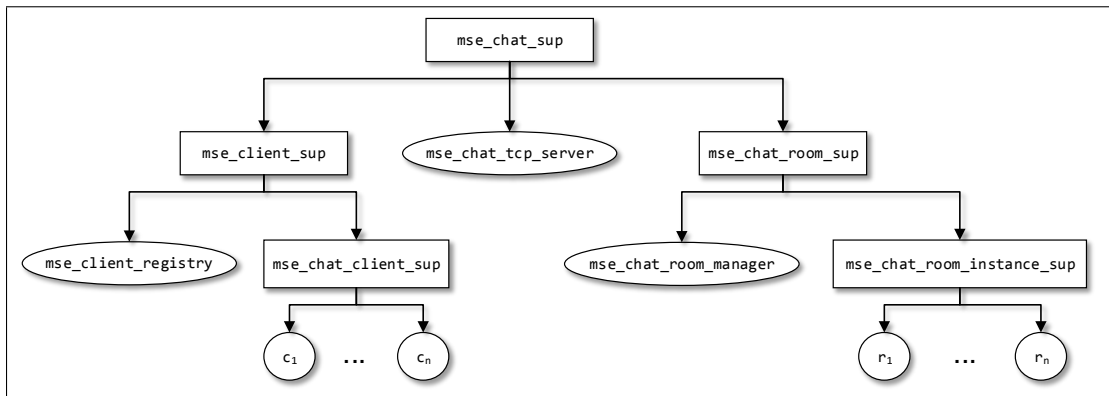 mse_chat_sup
mse_client_sup
mse_chat_tcp_server
mse_chat_room_sup
mse_client_registry
mse_chat_client_sup
mse_chat_room_manager
mse_chat_room_instance_sup
c₁ ... cₙ
r₁ ... rₙ